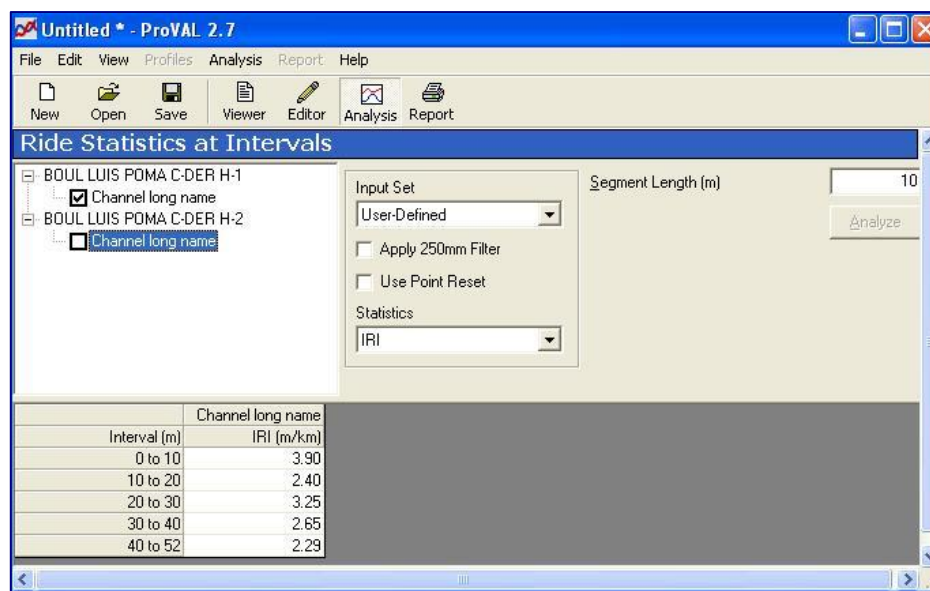 Untitled * - ProVAL 2.7
File Edit View Profiles Analysis Report Help
New Open Save Viewer Editor Analysis Report
Ride Statistics at Intervals
BOUL LUIS POMA C-DER H-1
Channel long name
BOUL LUIS POMA C-DER H-2
Channel long name
Input Set
User-Defined
Apply 250mm Filter
Use Point Reset
Statistics
IRI
Segment Length (m) 10
Analyze
Channel long name
Interval (m) IRI (m/km)
0 to 10 3.90
10 to 20 2.40
20 to 30 3.25
30 to 40 2.65
40 to 52 2.29